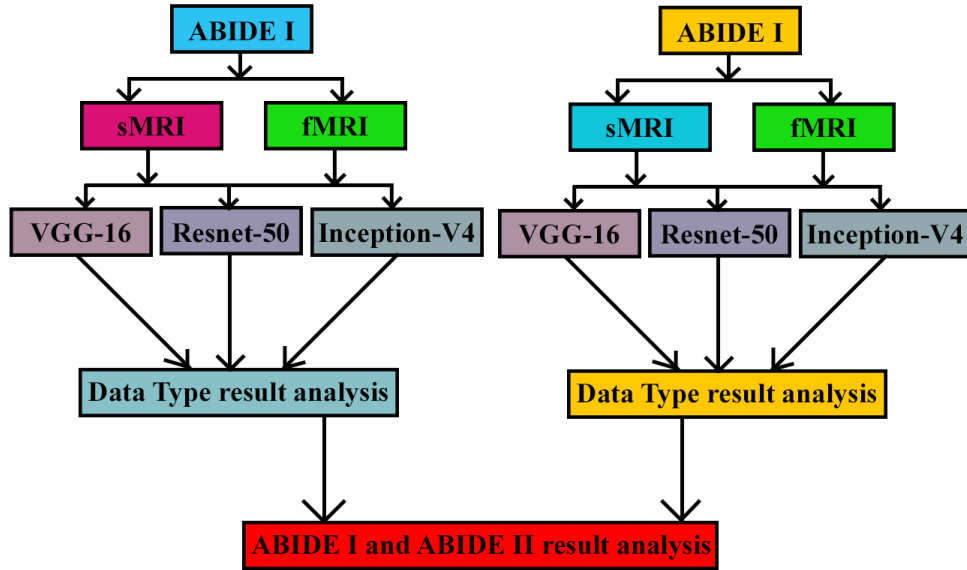 ABIDE I
ABIDE I
sMRI
fMRI
sMRI
fMRI
VGG-16
Resnet-50
Inception-V4
VGG-16
Resnet-50
Inception-V4
Data Type result analysis
Data Type result analysis
ABIDE I and ABIDE II result analysis